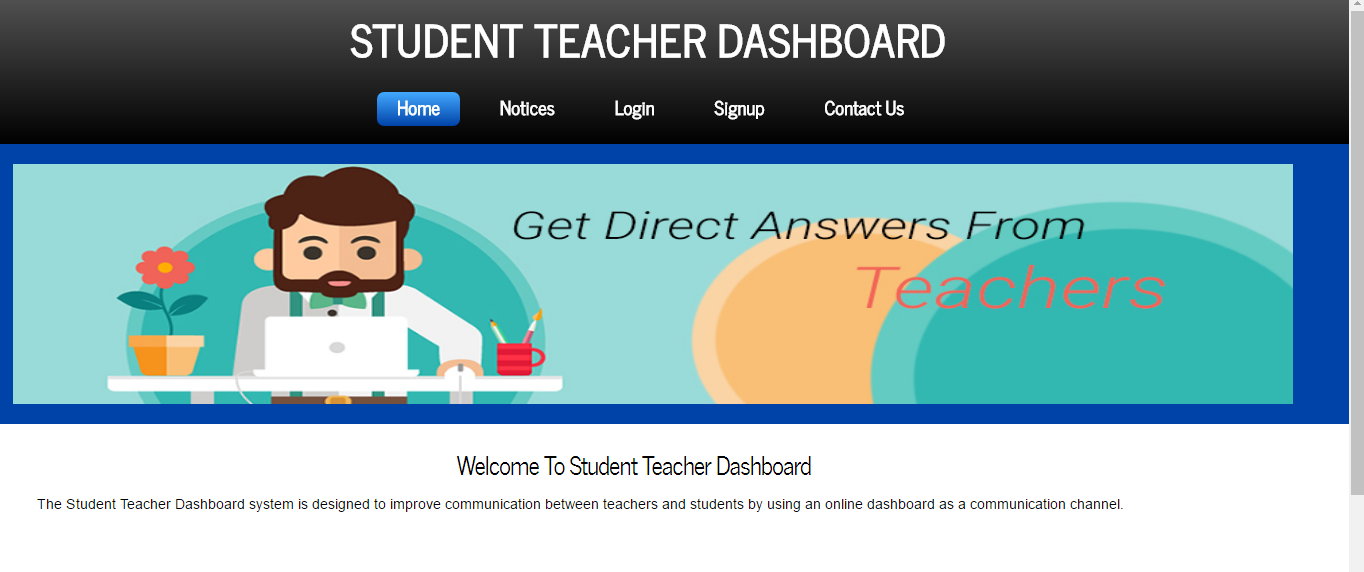 STUDENT TEACHER DASHBOARD
Home Notices Login Signup Contact Us
Get Direct Answers From
Teachers
Welcome To Student Teacher Dashboard
The Student Teacher Dashboard system is designed to improve communication between teachers and students by using an online dashboard as a communication channel.